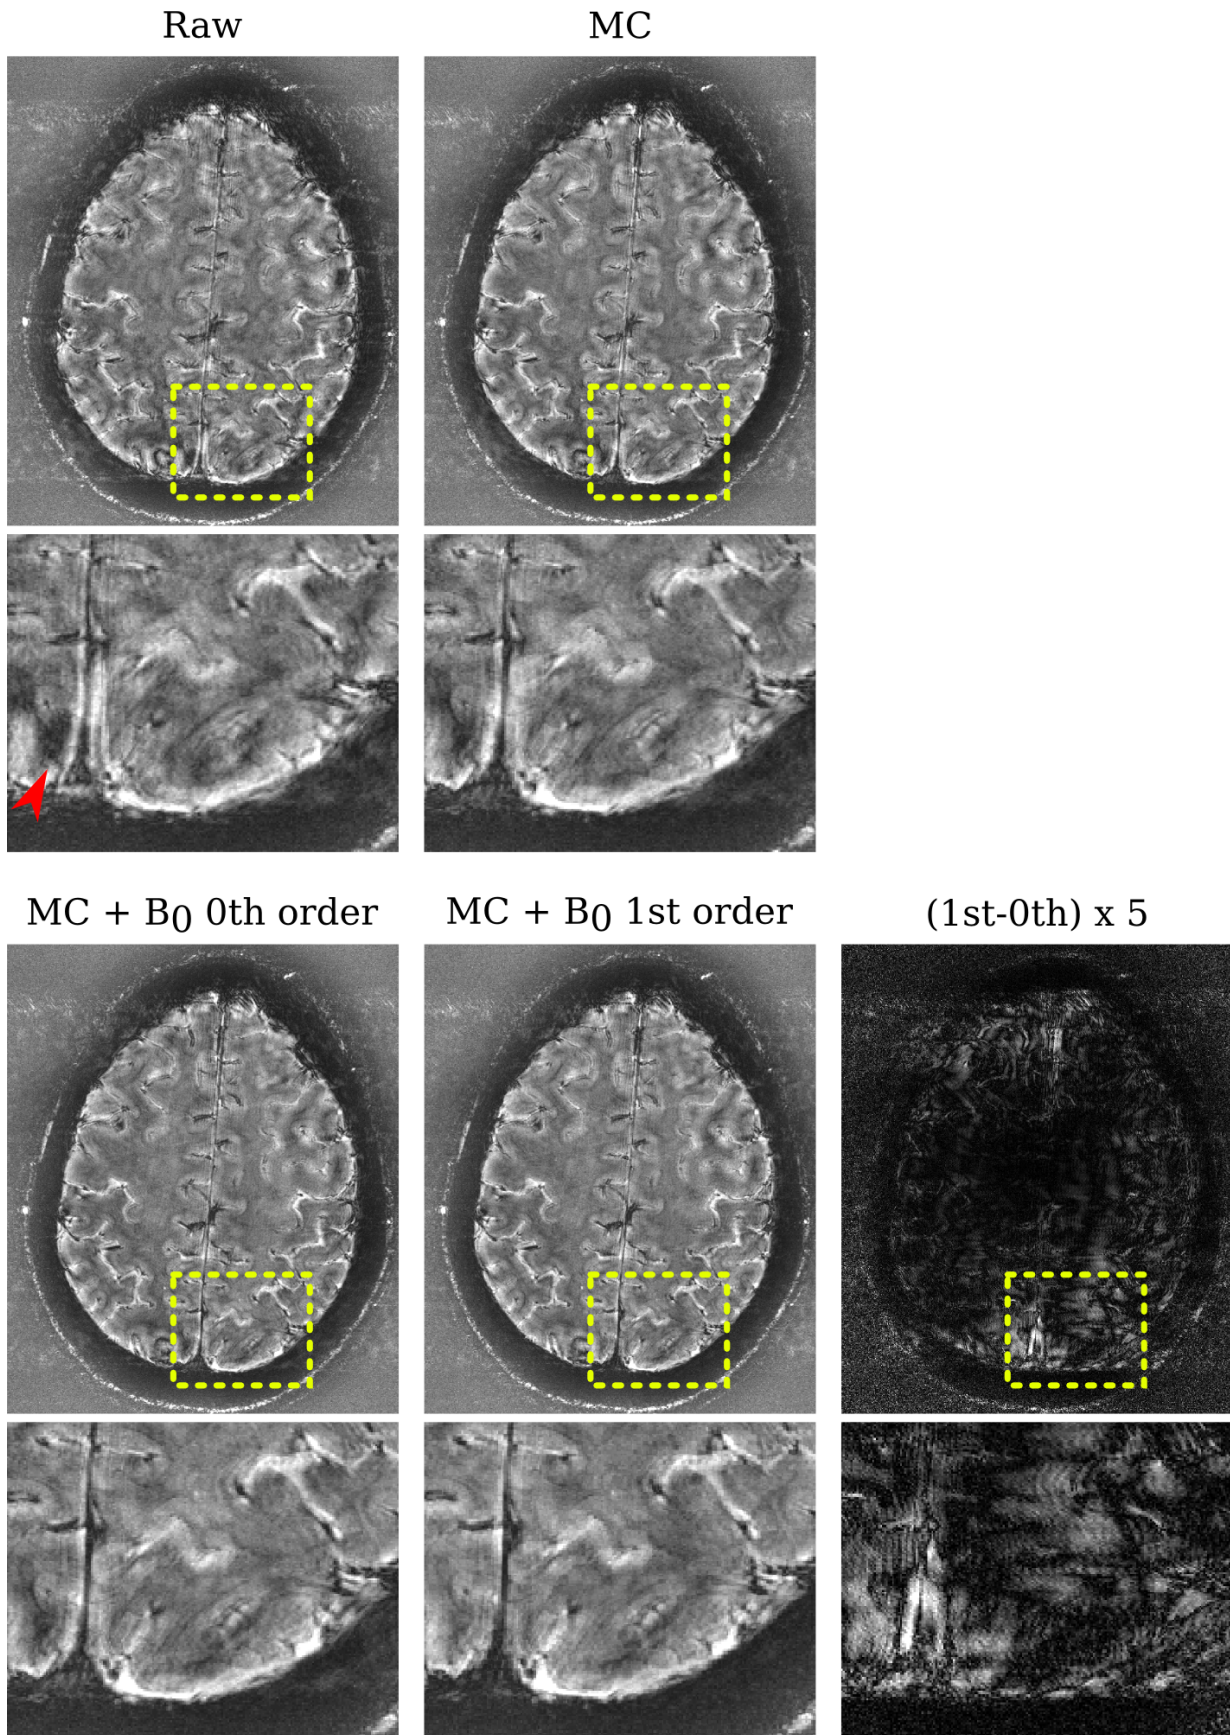 Raw
MC
MC + B0 0th order
MC + B0 1st order
(1st-0th) x 5